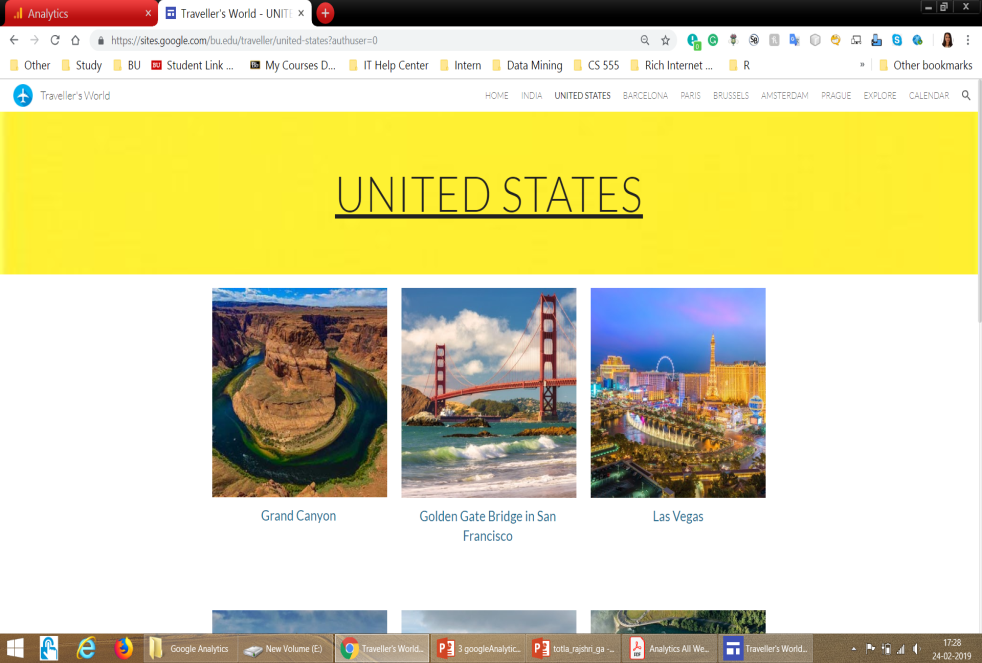 Analytics
Traveller's World - UNIT
https://sites.google.com/bu.edu/traveller/united-states?authuser=0
Other Study BU BU Student Link ... My Courses D... IT Help Center Intern Data Mining CS 555 Rich Internet ... R » Other bookmarks
Traveller's World HOME INDIA UNITED STATES BARCELONA PARIS BRUSSELS AMSTERDAM PRAGUE EXPLORE CALENDAR
UNITED STATES
Grand Canyon
Golden Gate Bridge in San
Francisco
Las Vegas
Google Analytics New Volume (E:) Traveller's World... 3 googleAnalytic... totla_rajshri_ga -... Analytics All We... Traveller's World...
17:28
24-02-2019